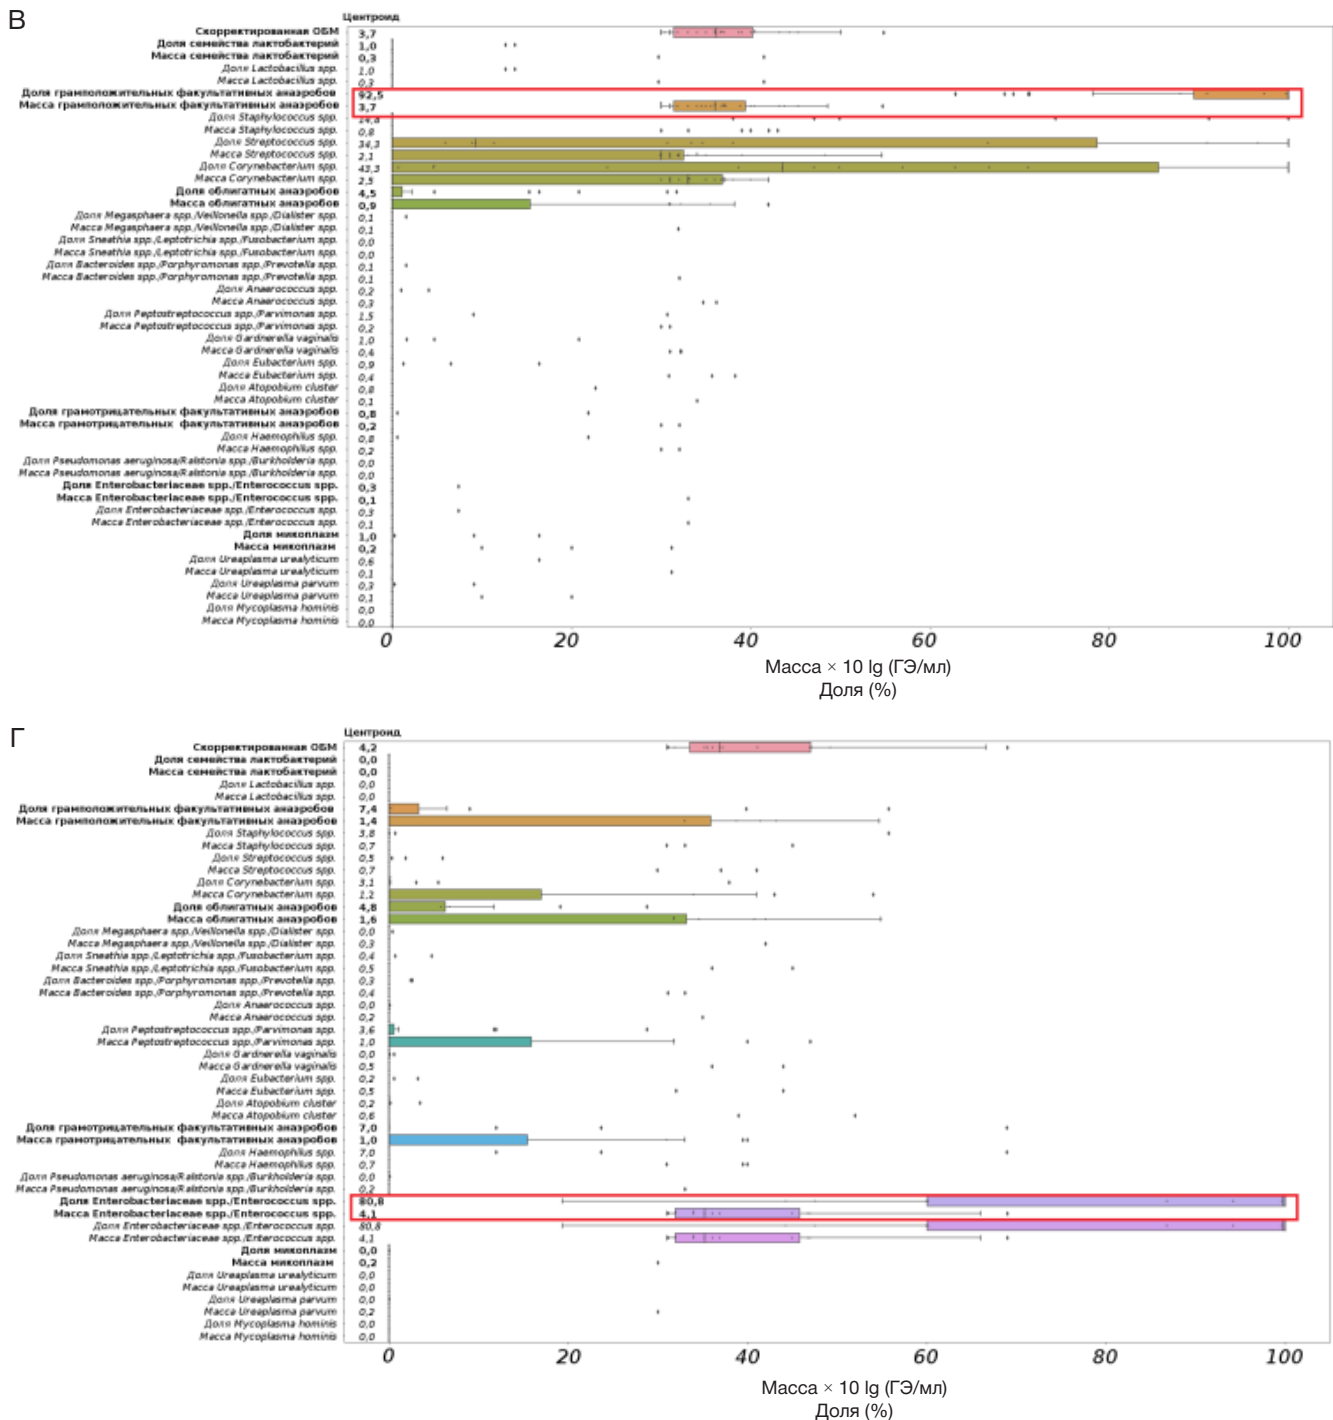 В
Центроид
Скорректированная ОБМ 3,7
Доля семейства лактобактерий 1,0
Масса семейства лактобактерий 0,3
Доля Lactobacillus spp. 1,0
Масса Lactobacillus spp. 0,3
Доля грамположительных факультативных анаэробов 92,5
Масса грамположительных факультативных анаэробов 3,7
Доля Staphylococcus spp. 14,8
Масса Staphylococcus spp. 0,8
Доля Streptococcus spp. 34,3
Масса Streptococcus spp. 2,1
Доля Corynebacterium spp. 43,3
Масса Corynebacterium spp. 2,5
Доля облигатных анаэробов 4,5
Масса облигатных анаэробов 0,9
Доля Megasphaera spp./Veillonella spp./Dialister spp. 0,1
Масса Megasphaera spp./Veillonella spp./Dialister spp. 0,1
Доля Sneathia spp./Leptotrichia spp./Fusobacterium spp. 0,0
Масса Sneathia spp./Leptotrichia spp./Fusobacterium spp. 0,0
Доля Bacteroides spp./Porphyromonas spp./Prevotella spp. 0,1
Масса Bacteroides spp./Porphyromonas spp./Prevotella spp. 0,1
Доля Anaerococcus spp. 0,2
Масса Anaerococcus spp. 0,3
Доля Peptostreptococcus spp./Parvimonas spp. 1,5
Масса Peptostreptococcus spp./Parvimonas spp. 0,2
Доля Gardnerella vaginalis 1,0
Масса Gardnerella vaginalis 0,4
Доля Eubacterium spp. 0,9
Масса Eubacterium spp. 0,4
Доля Atopobium cluster 0,8
Масса Atopobium cluster 0,1
Доля грамотрицательных факультативных анаэробов 0,8
Масса грамотрицательных факультативных анаэробов 0,2
Доля Haemophilus spp. 0,8
Масса Haemophilus spp. 0,2
Доля Pseudomonas aeruginosa/Ralstonia spp./Burkholderia spp. 0,0
Масса Pseudomonas aeruginosa/Ralstonia spp./Burkholderia spp. 0,0
Доля Enterobacteriaceae spp./Enterococcus spp. 0,3
Масса Enterobacteriaceae spp./Enterococcus spp. 0,1
Доля Enterobacteriaceae spp./Enterococcus spp. 0,3
Масса Enterobacteriaceae spp./Enterococcus spp. 0,1
Доля микоплазм 1,0
Масса микоплазм 0,2
Доля Ureaplasma urealyticum 0,6
Масса Ureaplasma urealyticum 0,1
Доля Ureaplasma parvum 0,3
Масса Ureaplasma parvum 0,1
Доля Mycoplasma hominis 0,0
Масса Mycoplasma hominis 0,0
0 20 40 60 80 100
Масса × 10 lg (ГЭ/мл)
Доля (%)
Г
Центроид
Скорректированная ОБМ 4,2
Доля семейства лактобактерий 0,0
Масса семейства лактобактерий 0,0
Доля Lactobacillus spp. 0,0
Масса Lactobacillus spp. 0,0
Доля грамположительных факультативных анаэробов 7,4
Масса грамположительных факультативных анаэробов 1,4
Доля Staphylococcus spp. 3,8
Масса Staphylococcus spp. 0,7
Доля Streptococcus spp. 0,5
Масса Streptococcus spp. 0,7
Доля Corynebacterium spp. 3,1
Масса Corynebacterium spp. 1,2
Доля облигатных анаэробов 4,8
Масса облигатных анаэробов 1,6
Доля Megasphaera spp./Veillonella spp./Dialister spp. 0,0
Масса Megasphaera spp./Veillonella spp./Dialister spp. 0,3
Доля Sneathia spp./Leptotrichia spp./Fusobacterium spp. 0,4
Масса Sneathia spp./Leptotrichia spp./Fusobacterium spp. 0,5
Доля Bacteroides spp./Porphyromonas spp./Prevotella spp. 0,3
Масса Bacteroides spp./Porphyromonas spp./Prevotella spp. 0,4
Доля Anaerococcus spp. 0,0
Масса Anaerococcus spp. 0,2
Доля Peptostreptococcus spp./Parvimonas spp. 3,6
Масса Peptostreptococcus spp./Parvimonas spp. 1,0
Доля Gardnerella vaginalis 0,0
Масса Gardnerella vaginalis 0,5
Доля Eubacterium spp. 0,2
Масса Eubacterium spp. 0,5
Доля Atopobium cluster 0,2
Масса Atopobium cluster 0,6
Доля грамотрицательных факультативных анаэробов 7,0
Масса грамотрицательных факультативных анаэробов 1,0
Доля Haemophilus spp. 7,0
Масса Haemophilus spp. 0,7
Доля Pseudomonas aeruginosa/Ralstonia spp./Burkholderia spp. 0,0
Масса Pseudomonas aeruginosa/Ralstonia spp./Burkholderia spp. 0,2
Доля Enterobacteriaceae spp./Enterococcus spp. 80,8
Масса Enterobacteriaceae spp./Enterococcus spp. 4,1
Доля Enterobacteriaceae spp./Enterococcus spp. 80,8
Масса Enterobacteriaceae spp./Enterococcus spp. 4,1
Доля микоплазм 0,0
Масса микоплазм 0,2
Доля Ureaplasma urealyticum 0,0
Масса Ureaplasma urealyticum 0,0
Доля Ureaplasma parvum 0,0
Масса Ureaplasma parvum 0,2
Доля Mycoplasma hominis 0,0
Масса Mycoplasma hominis 0,0
0 20 40 60 80 100
Масса × 10 lg (ГЭ/мл)
Доля (%)